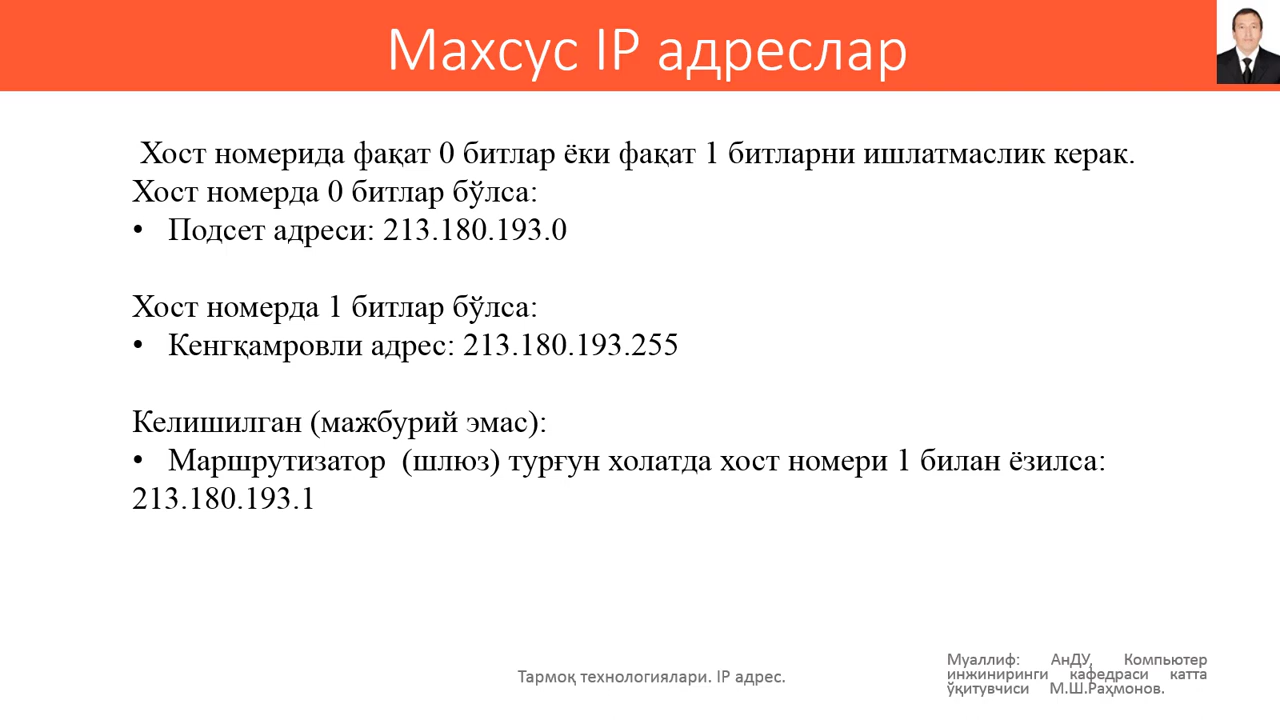 Махсус IP адреслар
Хост номерида фақат 0 битлар ёки фақат 1 битларни ишлатмаслик керак.
Хост номерда 0 битлар бўлса:
• Подсет адреси: 213.180.193.0
Хост номерда 1 битлар бўлса:
• Кенгқамровли адрес: 213.180.193.255
Келишилган (мажбурий эмас):
• Маршрутизатор (шлюз) турғун холатда хост номери 1 билан ёзилса:
213.180.193.1
Тармоқ технологиялари. IP адрес.
Муаллиф: АнДУ, Компьютер
инжиниринги кафедраси катта
ўқитувчиси М.Ш.Раҳмонов.